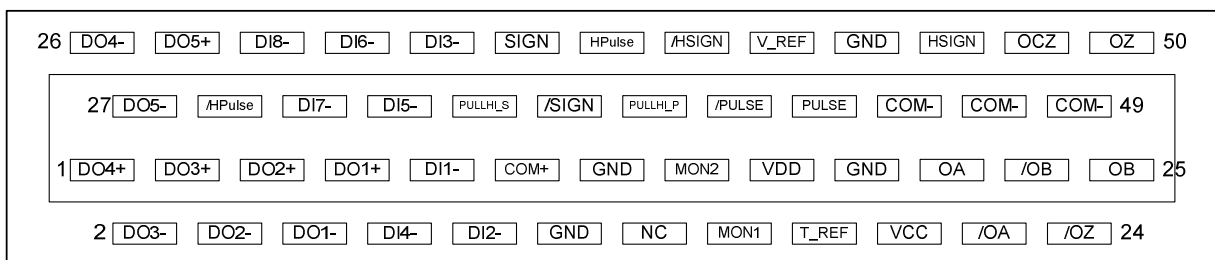 26 DO4- DO5+ DI8- DI6- DI3- SIGN HPulse /HSIGN V_REF GND HSIGN OCZ OZ 50
27 DO5- /HPulse DI7- DI5- PULLHI_S /SIGN PULLHI_P /PULSE PULSE COM- COM- COM- 49
1 DO4+ DO3+ DO2+ DO1+ DI1- COM+ GND MON2 VDD GND OA /OB OB 25
2 DO3- DO2- DO1- DI4- DI2- GND NC MON1 T_REF VCC /OA /OZ 24